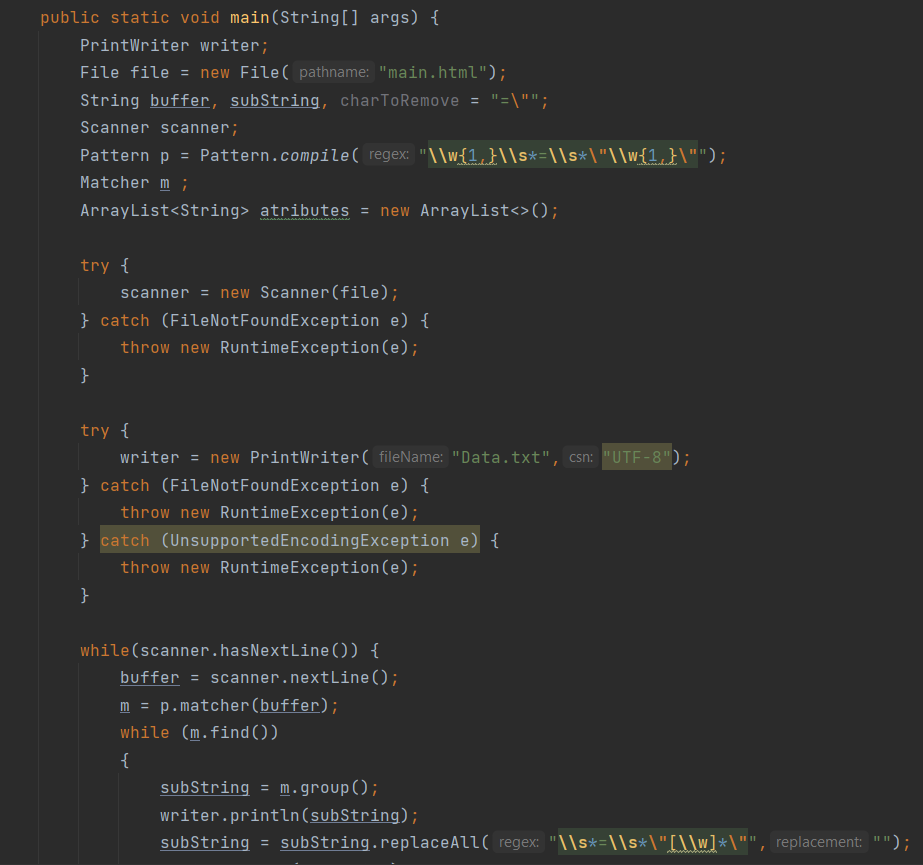 public static void main(String[] args) {
PrintWriter writer;
File file = new File( pathname: "main.html");
String buffer, subString, charToRemove = "=\"";
Scanner scanner;
Pattern p = Pattern.compile( regex: "\\w{1,}\\s*=\\s*\"\\w{1,}\"");
Matcher m ;
ArrayList<String> atributes = new ArrayList<>();
try {
scanner = new Scanner(file);
} catch (FileNotFoundException e) {
throw new RuntimeException(e);
}
try {
writer = new PrintWriter( fileName: "Data.txt", csn: "UTF-8");
} catch (FileNotFoundException e) {
throw new RuntimeException(e);
} catch (UnsupportedEncodingException e) {
throw new RuntimeException(e);
}
while(scanner.hasNextLine()) {
buffer = scanner.nextLine();
m = p.matcher(buffer);
while (m.find())
{
subString = m.group();
writer.println(subString);
subString = subString.replaceAll( regex: "\\s*=\\s*\"[\\w]*\"", replacement: "");